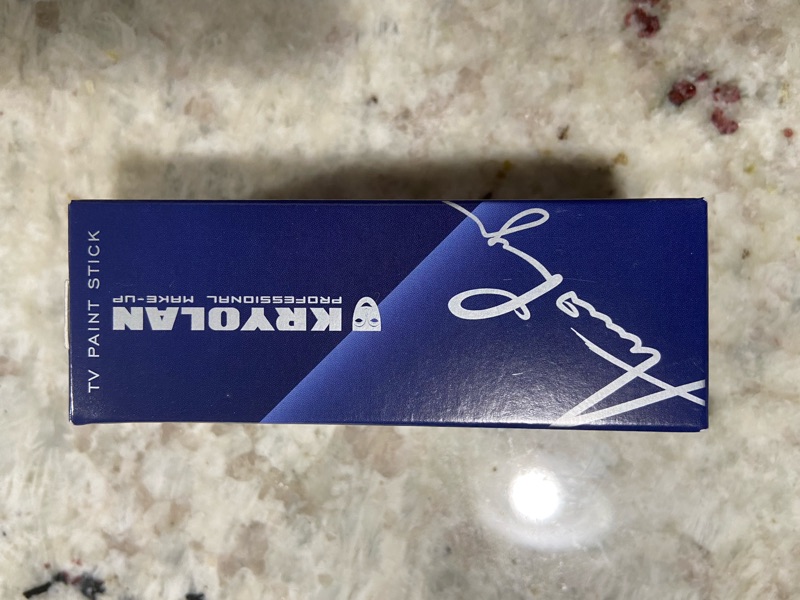 KRYOLAN
PROFESSIONAL MAKE-UP
TV PAINT STICK